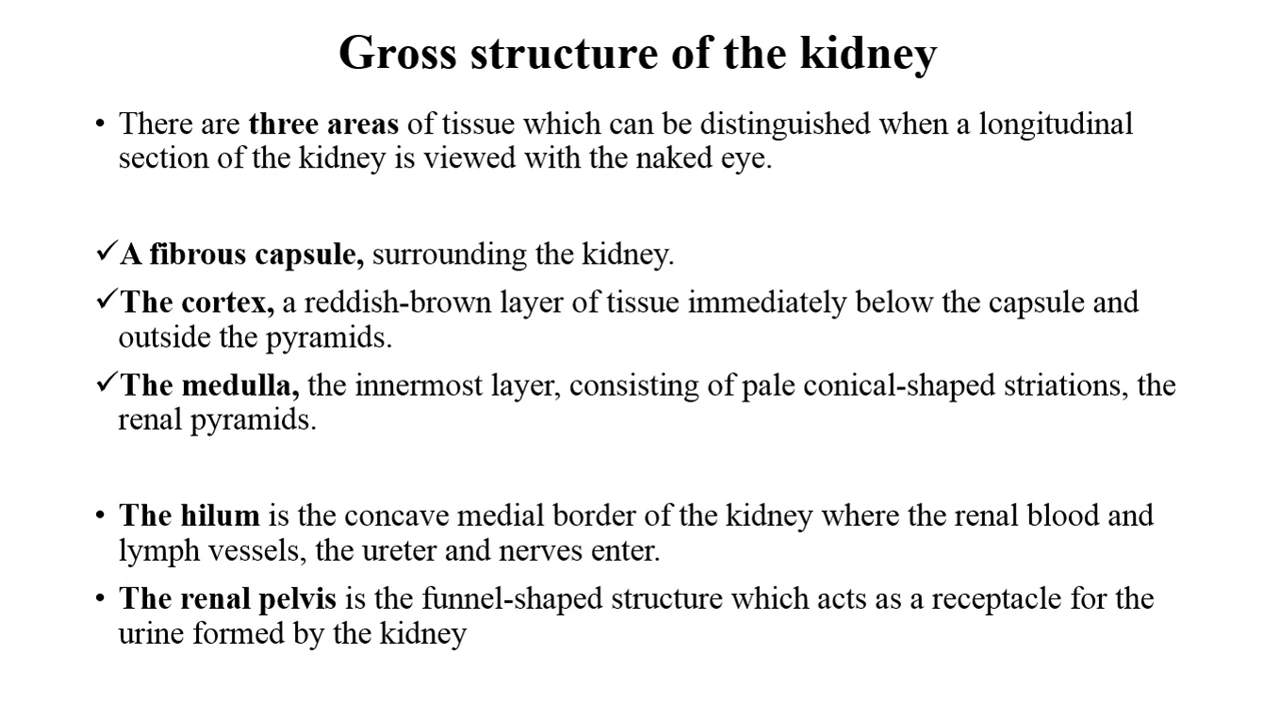 Gross structure of the kidney
• There are three areas of tissue which can be distinguished when a longitudinal
section of the kidney is viewed with the naked eye.
✓A fibrous capsule, surrounding the kidney.
✓The cortex, a reddish-brown layer of tissue immediately below the capsule and
outside the pyramids.
✓The medulla, the innermost layer, consisting of pale conical-shaped striations, the
renal pyramids.
• The hilum is the concave medial border of the kidney where the renal blood and
lymph vessels, the ureter and nerves enter.
• The renal pelvis is the funnel-shaped structure which acts as a receptacle for the
urine formed by the kidney